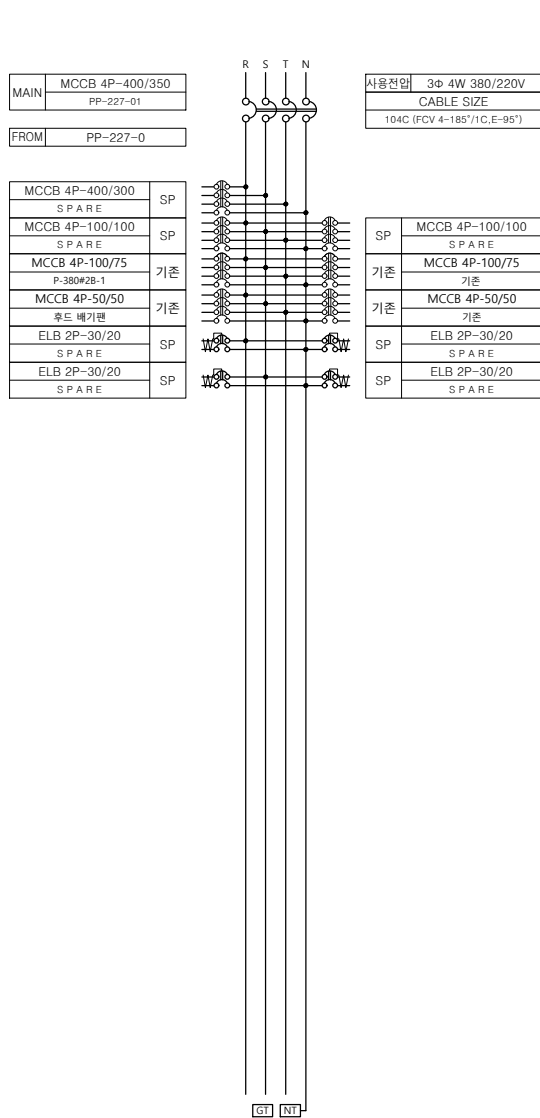 R S T N
MAIN MCCB 4P-400/350
PP-227-01
FROM PP-227-0
사용전압 3Φ 4W 380/220V
CABLE SIZE
104C (FCV 4-185°/1C,E-95°)
MCCB 4P-400/300 SP
SPARE
MCCB 4P-100/100 SP
SPARE
MCCB 4P-100/75 기존
P-380#2B-1
MCCB 4P-50/50 기존
후드 배기팬
ELB 2P-30/20 SP
SPARE
ELB 2P-30/20 SP
SPARE
SP MCCB 4P-100/100
SPARE
기존 MCCB 4P-100/75
기존
기존 MCCB 4P-50/50
기존
SP ELB 2P-30/20
SPARE
SP ELB 2P-30/20
SPARE
GT NT